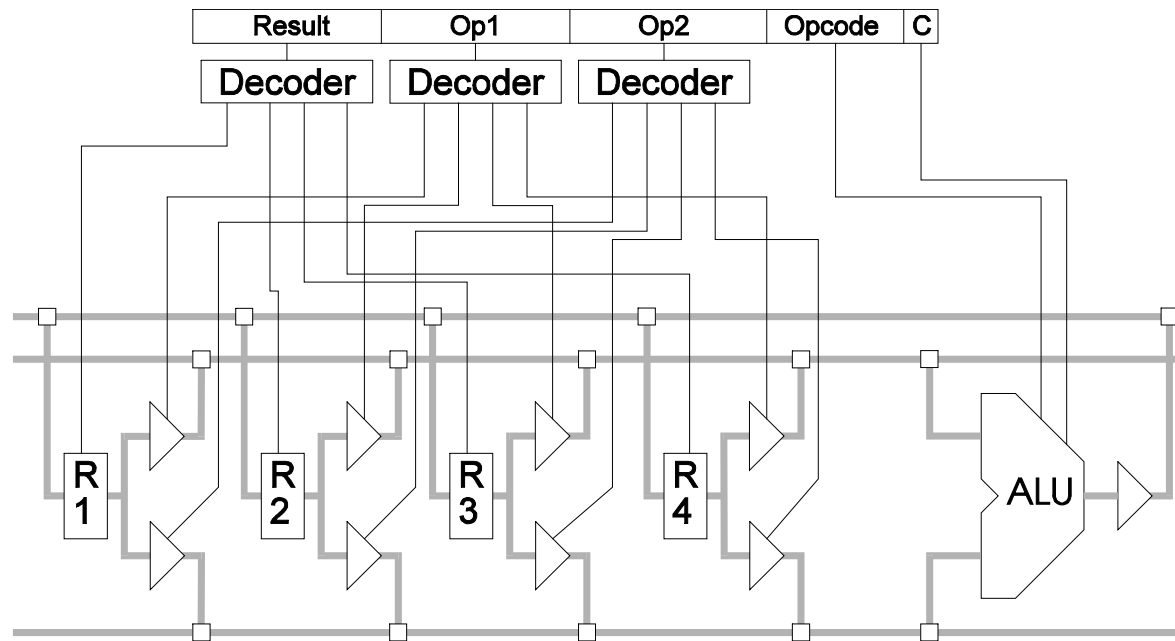 Result Op1 Op2 Opcode C
Decoder Decoder Decoder
R R R R
1 2 3 4
ALU